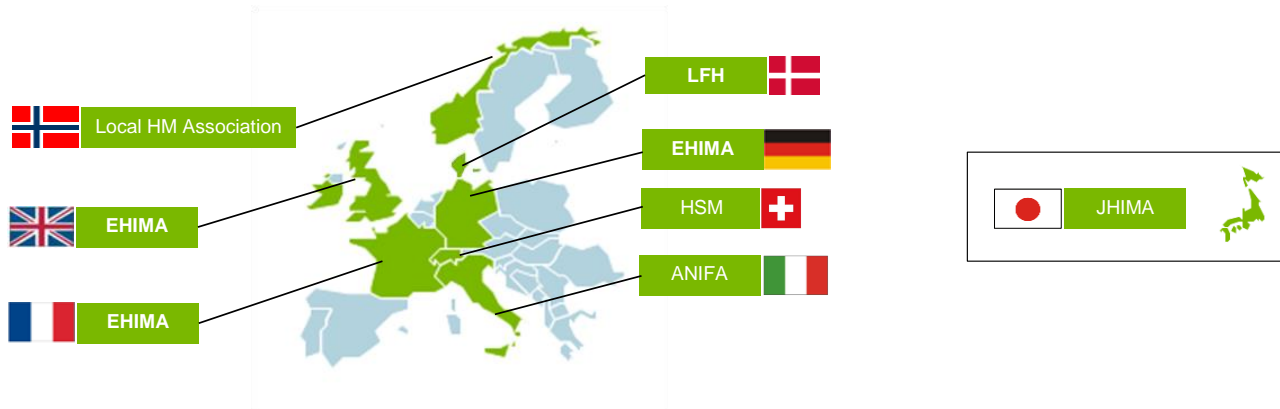 Local HM Association
EHIMA
EHIMA
LFH
EHIMA
HSM
ANIFA
JHIMA